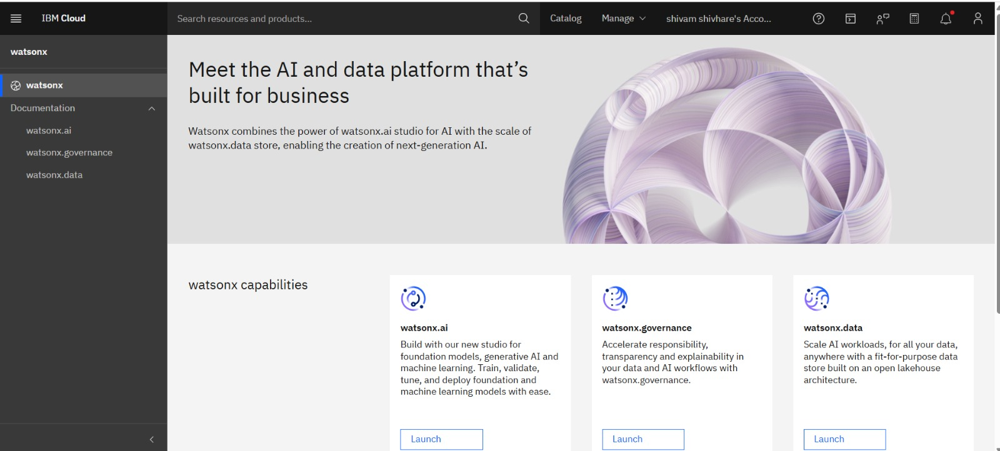 IBM Cloud
Search resources and products...
Catalog
Manage
shivam shivhare's Acco...
watsonx
watsonx
Documentation
watsonx.ai
watsonx.governance
watsonx.data
Meet the AI and data platform that’s
built for business
Watsonx combines the power of watsonx.ai studio for AI with the scale of
watsonx.data store, enabling the creation of next-generation AI.
watsonx capabilities
watsonx.ai
Build with our new studio for
foundation models, generative AI and
machine learning. Train, validate,
tune, and deploy foundation and
machine learning models with ease.
Launch
watsonx.governance
Accelerate responsibility,
transparency and explainability in
your data and AI workflows with
watsonx.governance.
Launch
watsonx.data
Scale AI workloads, for all your data,
anywhere with a fit-for-purpose data
store built on an open lakehouse
architecture.
Launch